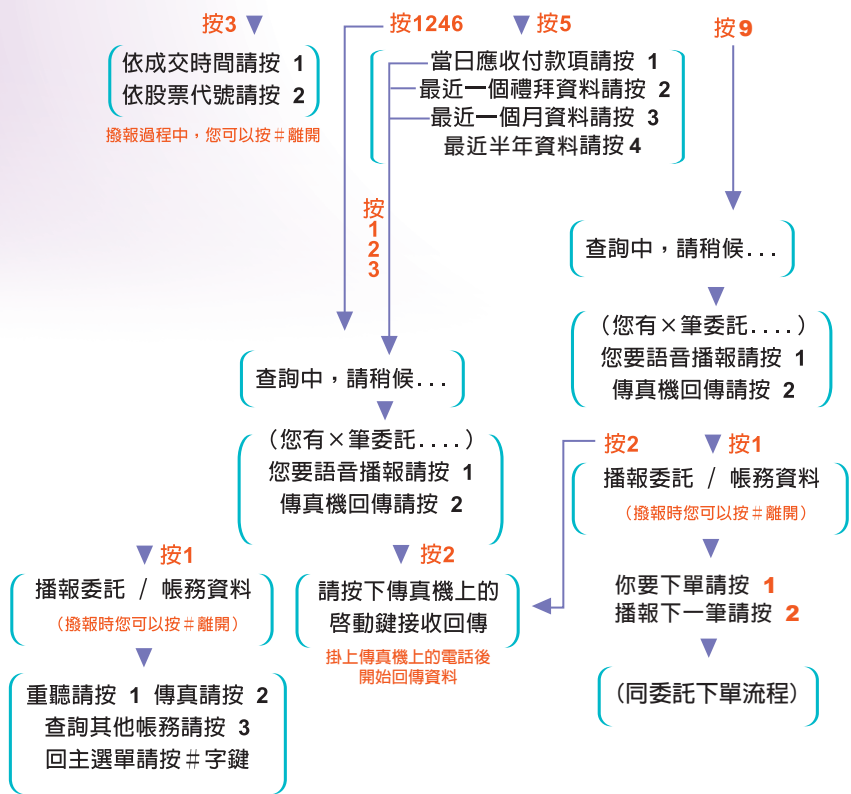 按3
依成交時間請按 1
依股票代號請按 2
撥報過程中，您可以按＃離開
按1246
按5
當日應收付款項請按 1
最近一個禮拜資料請按 2
最近一個月資料請按 3
最近半年資料請按4
按
1
2
3
按9
查詢中，請稍候...
（您有×筆委託....）
您要語音播報請按 1
傳真機回傳請按 2
查詢中，請稍候...
（您有×筆委託....）
您要語音播報請按 1
傳真機回傳請按 2
按2
按1
播報委託 / 帳務資料
（撥報時您可以按＃離開）
你要下單請按 1
播報下一筆請按 2
（同委託下單流程）
按1
播報委託 / 帳務資料
（撥報時您可以按＃離開）
重聽請按 1 傳真請按 2
查詢其他帳務請按 3
回主選單請按＃字鍵
按2
請按下傳真機上的
啓動鍵接收回傳
掛上傳真機上的電話後
開始回傳資料